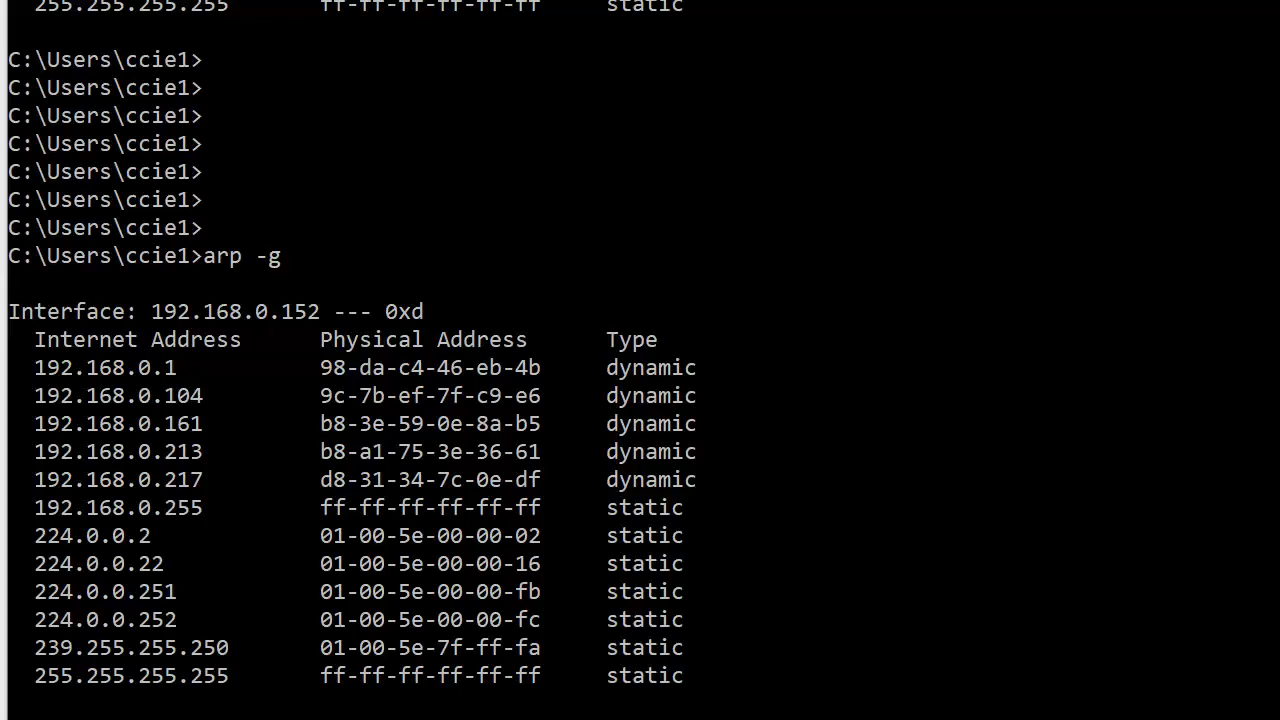 255.255.255.255 ff-ff-ff-ff-ff-ff static
C:\Users\ccie1>
C:\Users\ccie1>
C:\Users\ccie1>
C:\Users\ccie1>
C:\Users\ccie1>
C:\Users\ccie1>
C:\Users\ccie1>
C:\Users\ccie1>arp -g
Interface: 192.168.0.152 --- 0xd
Internet Address Physical Address Type
192.168.0.1 98-da-c4-46-eb-4b dynamic
192.168.0.104 9c-7b-ef-7f-c9-e6 dynamic
192.168.0.161 b8-3e-59-0e-8a-b5 dynamic
192.168.0.213 b8-a1-75-3e-36-61 dynamic
192.168.0.217 d8-31-34-7c-0e-df dynamic
192.168.0.255 ff-ff-ff-ff-ff-ff static
224.0.0.2 01-00-5e-00-00-02 static
224.0.0.22 01-00-5e-00-00-16 static
224.0.0.251 01-00-5e-00-00-fb static
224.0.0.252 01-00-5e-00-00-fc static
239.255.255.250 01-00-5e-7f-ff-fa static
255.255.255.255 ff-ff-ff-ff-ff-ff static